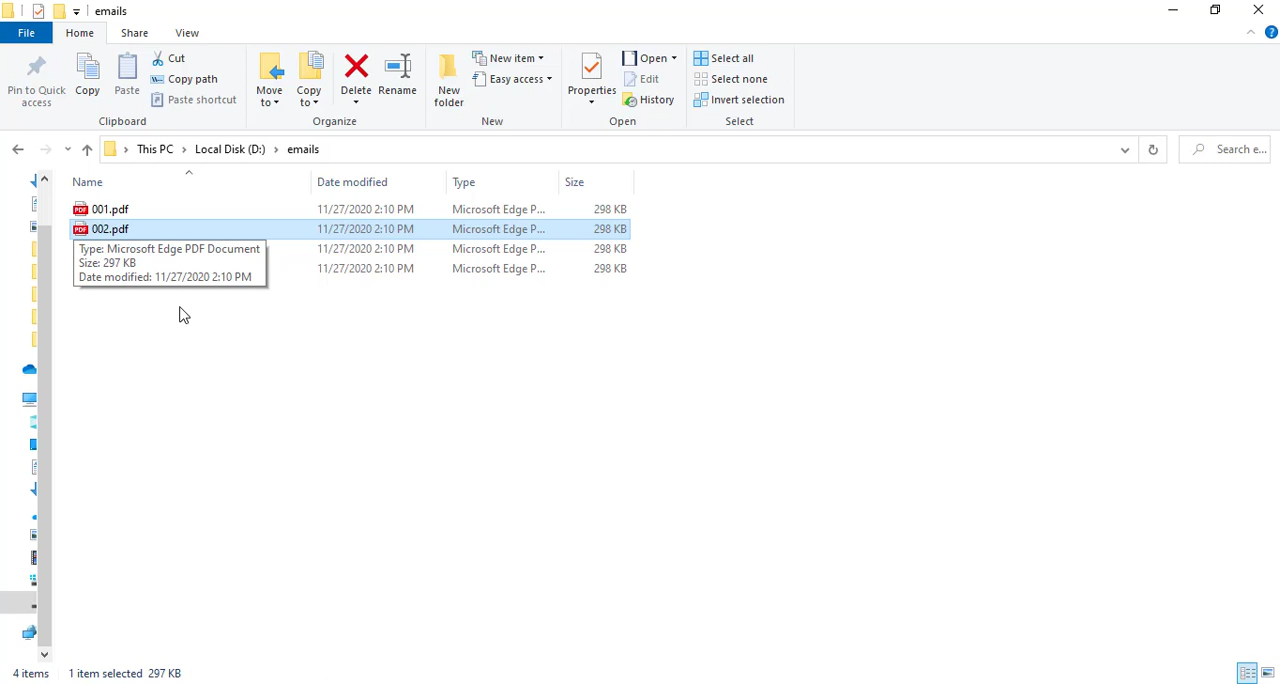 emails
File Home Share View
Pin to Quick access
Copy
Paste
Cut
Copy path
Paste shortcut
Clipboard
Move to
Copy to
Delete
Rename
Organize
New folder
New item
Easy access
New
Properties
Open
Edit
History
Open
Select all
Select none
Invert selection
Select
This PC > Local Disk (D:) > emails
Search e...
Name Date modified Type Size
PDF 001.pdf 11/27/2020 2:10 PM Microsoft Edge P... 298 KB
PDF 002.pdf 11/27/2020 2:10 PM Microsoft Edge P... 298 KB
11/27/2020 2:10 PM Microsoft Edge P... 298 KB
11/27/2020 2:10 PM Microsoft Edge P... 298 KB
Type: Microsoft Edge PDF Document
Size: 297 KB
Date modified: 11/27/2020 2:10 PM
4 items 1 item selected 297 KB